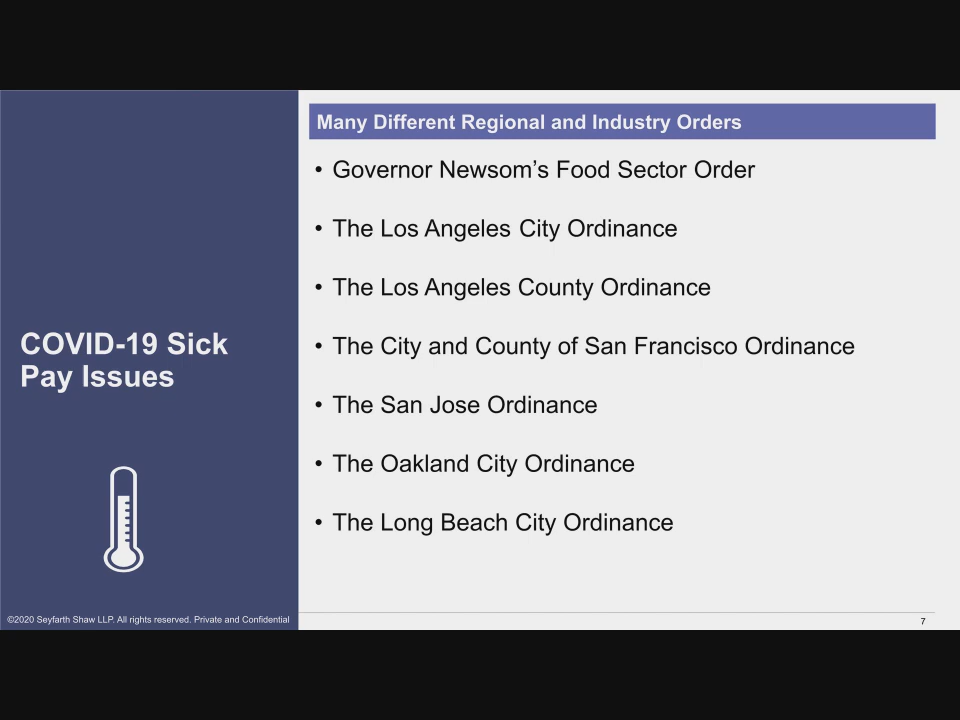 Many Different Regional and Industry Orders
• Governor Newsom’s Food Sector Order
• The Los Angeles City Ordinance
• The Los Angeles County Ordinance
• The City and County of San Francisco Ordinance
• The San Jose Ordinance
• The Oakland City Ordinance
• The Long Beach City Ordinance
COVID-19 Sick
Pay Issues
©2020 Seyfarth Shaw LLP. All rights reserved. Private and Confidential
7